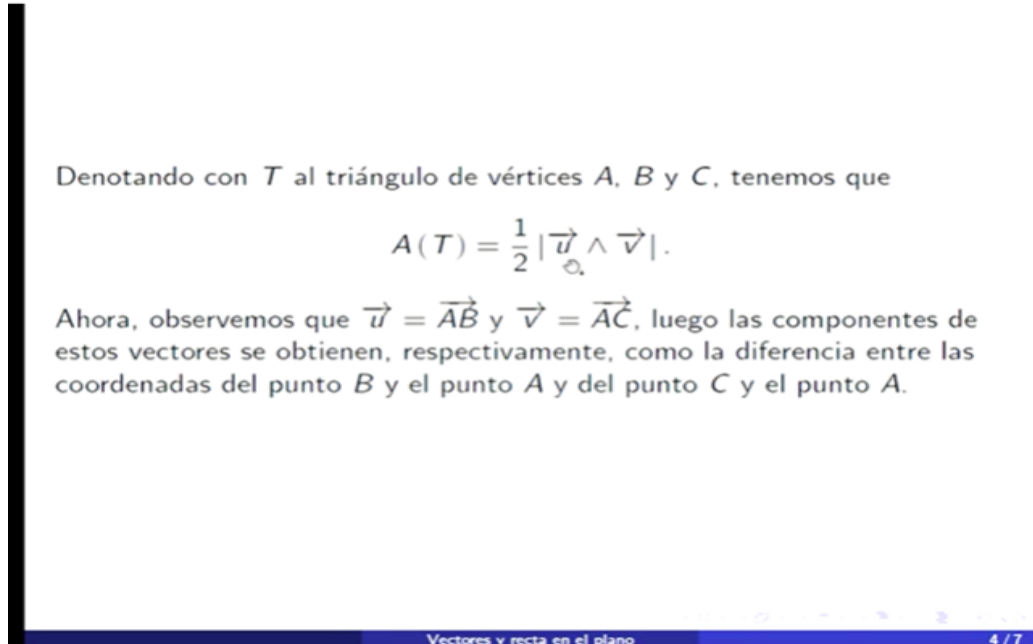 Denotando con T al triángulo de vértices A, B y C, tenemos que
A(T) = 1/2 |u⃗ ∧ v⃗|.
Ahora, observemos que u⃗ = AB⃗ y v⃗ = AC⃗, luego las componentes de
estos vectores se obtienen, respectivamente, como la diferencia entre las
coordenadas del punto B y el punto A y del punto C y el punto A.
Vectores y recta en el plano 4 / 7